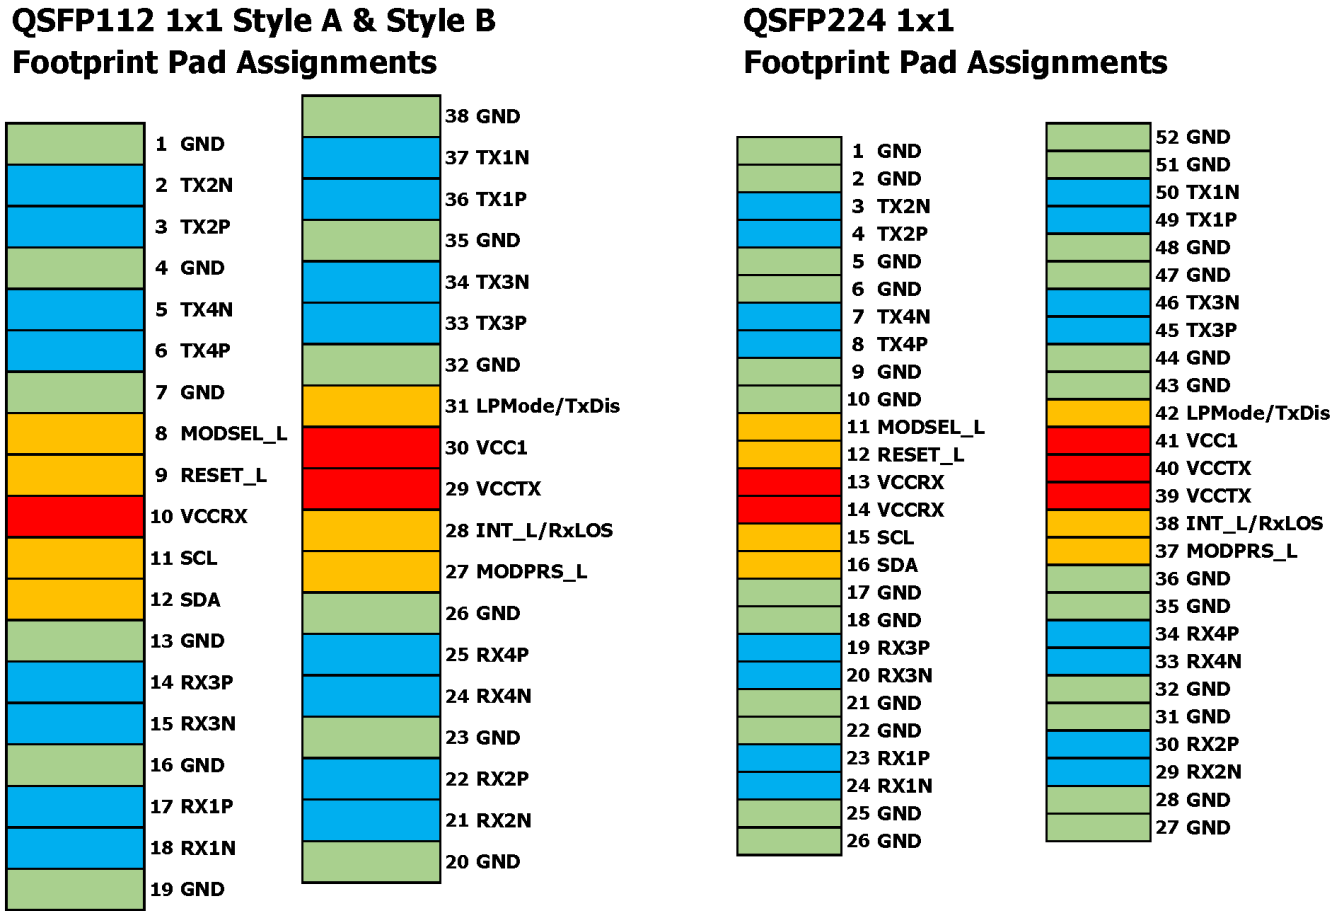 QSFP112 1x1 Style A & Style B
Footprint Pad Assignments
1 GND
2 TX2N
3 TX2P
4 GND
5 TX4N
6 TX4P
7 GND
8 MODSEL_L
9 RESET_L
10 VCCRX
11 SCL
12 SDA
13 GND
14 RX3P
15 RX3N
16 GND
17 RX1P
18 RX1N
19 GND
38 GND
37 TX1N
36 TX1P
35 GND
34 TX3N
33 TX3P
32 GND
31 LPMode/TxDis
30 VCC1
29 VCCTX
28 INT_L/RxLOS
27 MODPRS_L
26 GND
25 RX4P
24 RX4N
23 GND
22 RX2P
21 RX2N
20 GND
QSFP224 1x1
Footprint Pad Assignments
1 GND
2 GND
3 TX2N
4 TX2P
5 GND
6 GND
7 TX4N
8 TX4P
9 GND
10 GND
11 MODSEL_L
12 RESET_L
13 VCCRX
14 VCCRX
15 SCL
16 SDA
17 GND
18 GND
19 RX3P
20 RX3N
21 GND
22 GND
23 RX1P
24 RX1N
25 GND
26 GND
52 GND
51 GND
50 TX1N
49 TX1P
48 GND
47 GND
46 TX3N
45 TX3P
44 GND
43 GND
42 LPMode/TxDis
41 VCC1
40 VCCTX
39 VCCTX
38 INT_L/RxLOS
37 MODPRS_L
36 GND
35 GND
34 RX4P
33 RX4N
32 GND
31 GND
30 RX2P
29 RX2N
28 GND
27 GND